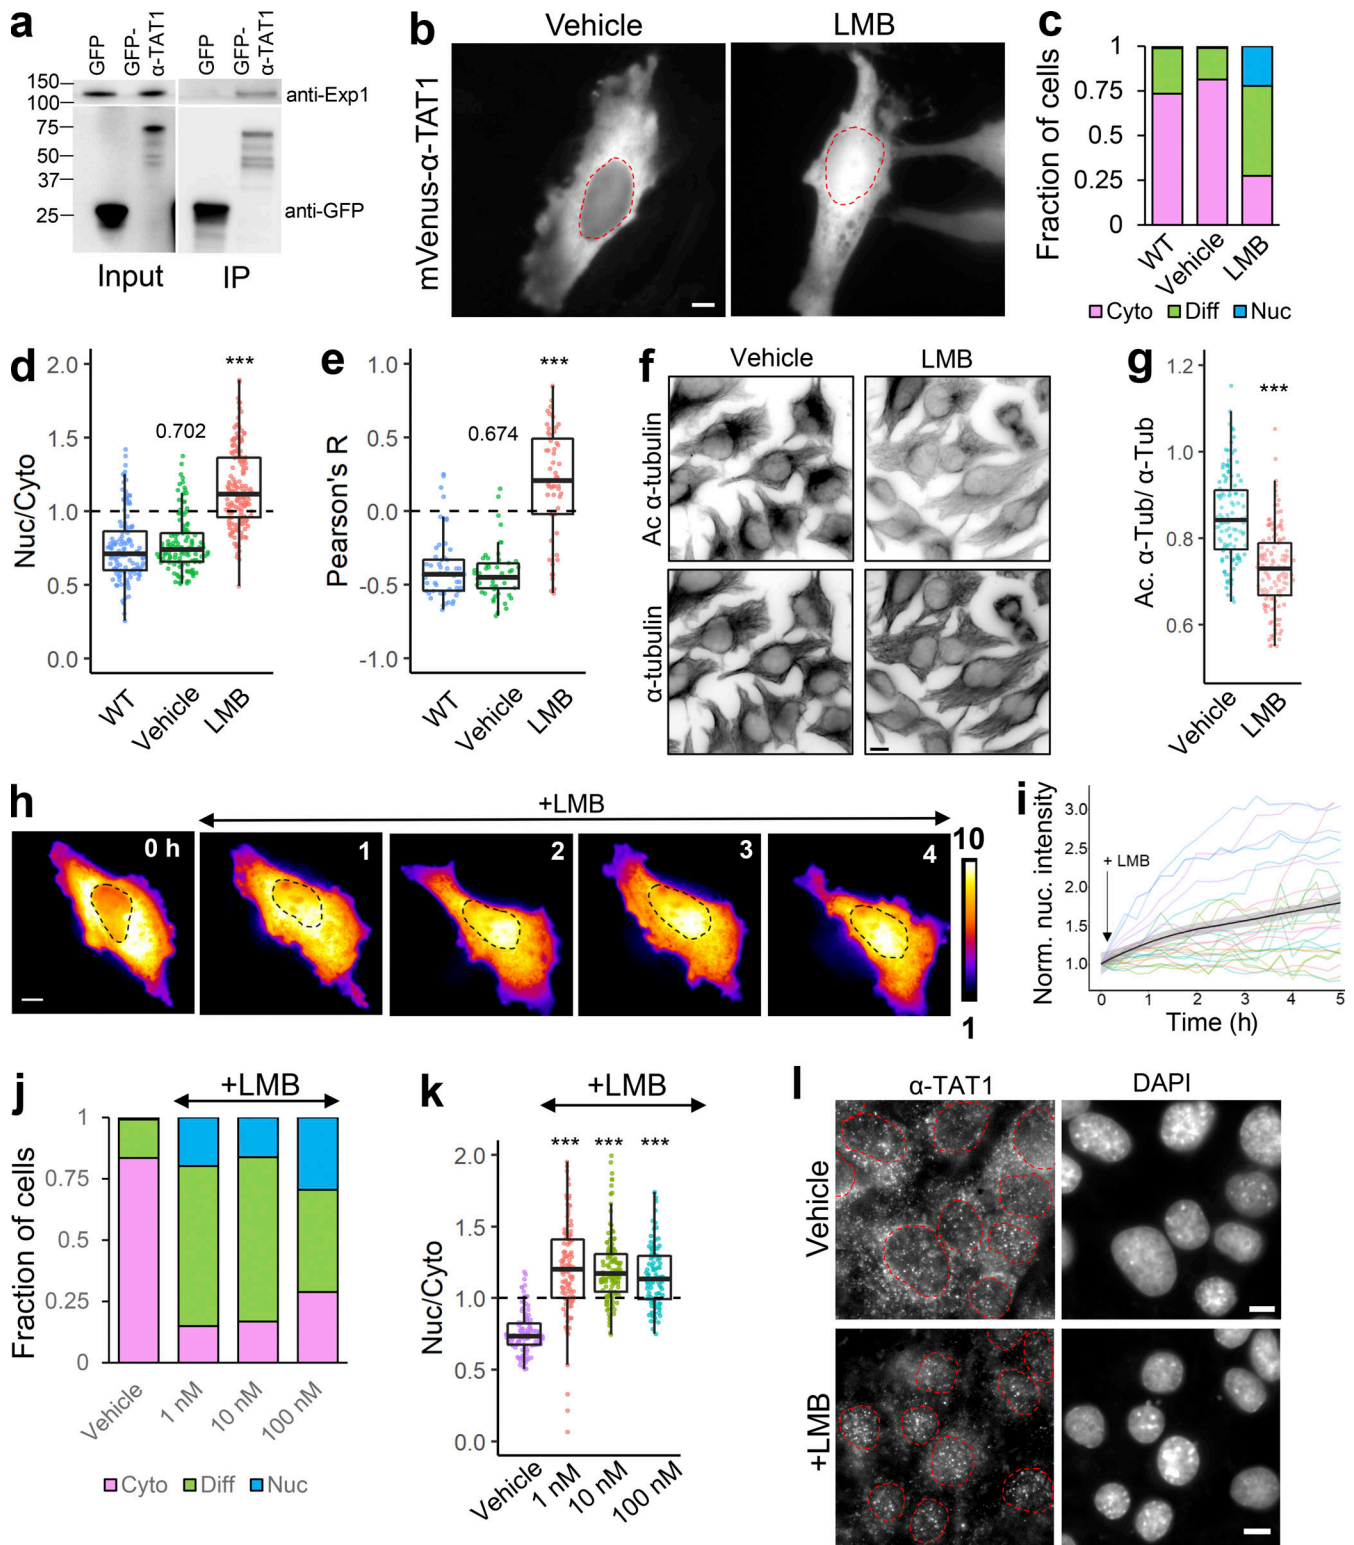 a
GFP
GFP-
α-TAT1
GFP
GFP-
α-TAT1
150
100
75
50
37
25
anti-Exp1
anti-GFP
Input
IP
b
Vehicle
LMB
mVenus-α-TAT1
c
Fraction of cells
1
0.75
0.5
0.25
0
WT
Vehicle
LMB
Cyto
Diff
Nuc
d
Nuc/Cyto
2.0
1.5
1.0
0.5
0.0
0.702
***
WT
Vehicle
LMB
e
Pearson's R
1.0
0.5
0.0
-0.5
-1.0
0.674
***
WT
Vehicle
LMB
f
Vehicle
LMB
Ac α-tubulin
α-tubulin
g
Ac. α-Tub/ α-Tub
1.2
1.0
0.8
0.6
***
Vehicle
LMB
h
+LMB
0 h
1
2
3
4
10
1
i
Norm. nuc. intensity
3.0
2.5
2.0
1.5
1.0
+ LMB
0
1
2
3
4
5
Time (h)
j
+LMB
Fraction of cells
1
0.75
0.5
0.25
0
Vehicle
1 nM
10 nM
100 nM
Cyto
Diff
Nuc
k
+LMB
Nuc/Cyto
2.0
1.5
1.0
0.5
0.0
***
***
***
Vehicle
1 nM
10 nM
100 nM
l
α-TAT1
DAPI
Vehicle
+LMB